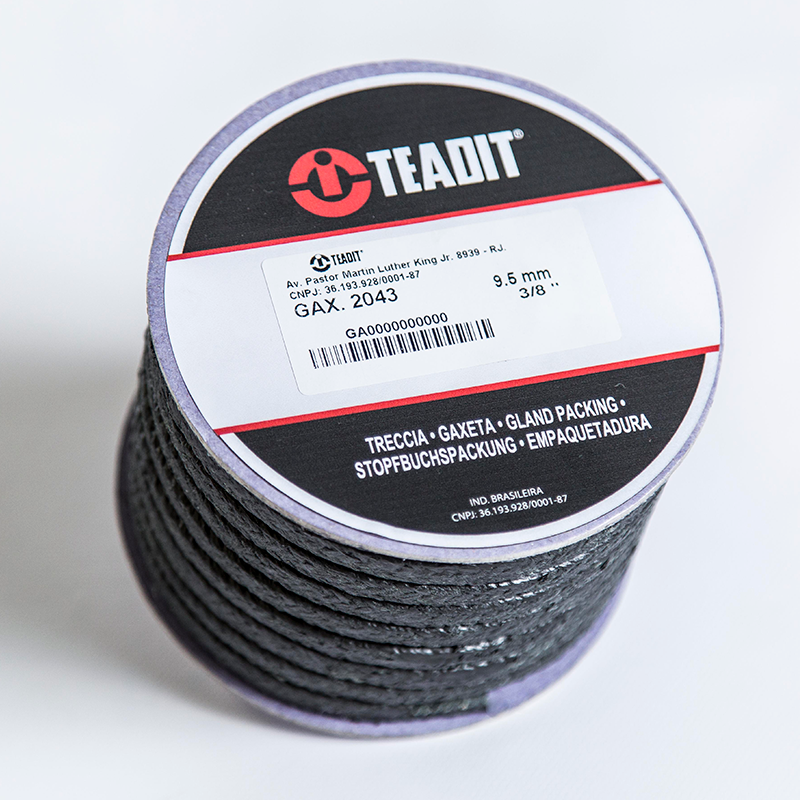 TEADIT®
TEADIT®
Av. Pastor Martin Luther King Jr. 8939 - RJ.
CNPJ: 36.193.928/0001-87
GAX. 2043
9.5 mm
3/8 "
GA0000000000
TRECCIA • GAXETA • GLAND PACKING •
STOPFBUCHSPACKUNG • EMPAQUETADURA
IND. BRASILEIRA
CNPJ: 36.193.928/0001-87